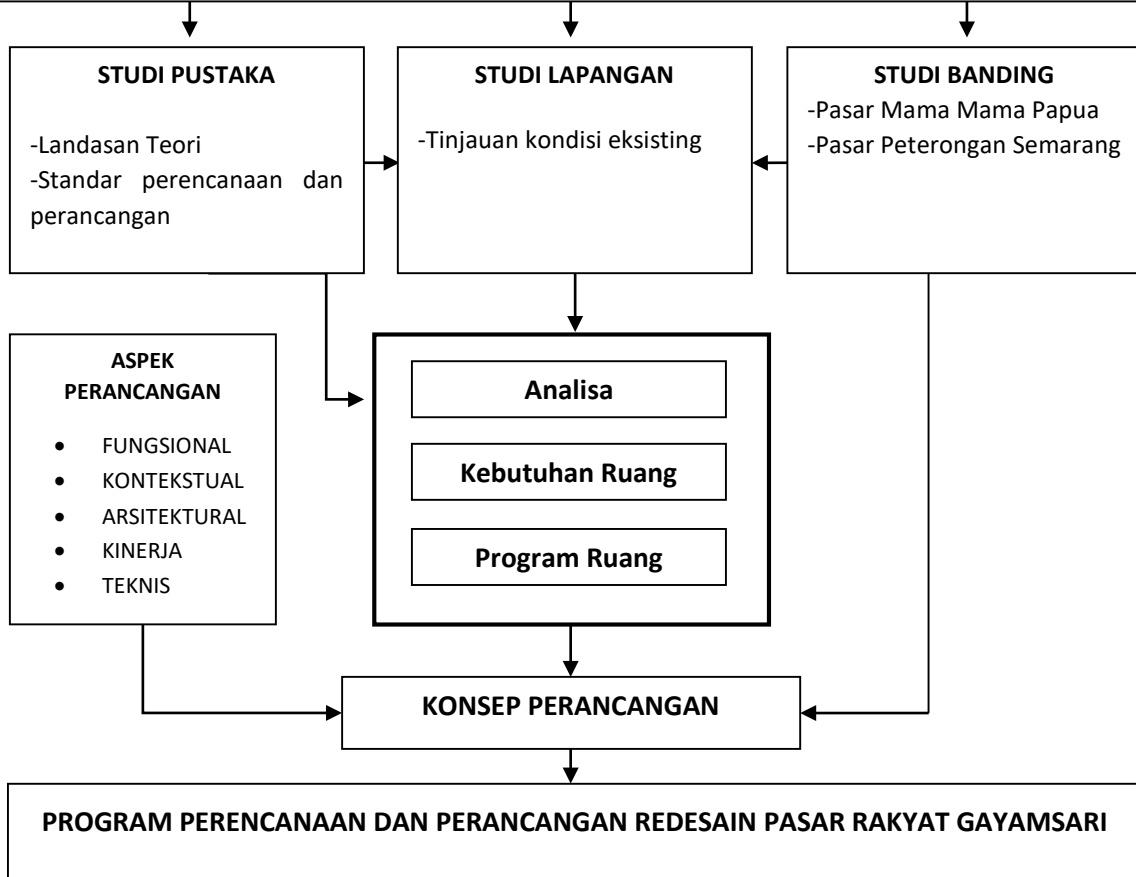 STUDI PUSTAKA
-Landasan Teori
-Standar perencanaan dan
perancangan
STUDI LAPANGAN
-Tinjauan kondisi eksisting
STUDI BANDING
-Pasar Mama Mama Papua
-Pasar Peterongan Semarang
ASPEK
PERANCANGAN
• FUNGSIONAL
• KONTEKSTUAL
• ARSITEKTURAL
• KINERJA
• TEKNIS
Analisa
Kebutuhan Ruang
Program Ruang
KONSEP PERANCANGAN
PROGRAM PERENCANAAN DAN PERANCANGAN REDESAIN PASAR RAKYAT GAYAMSARI